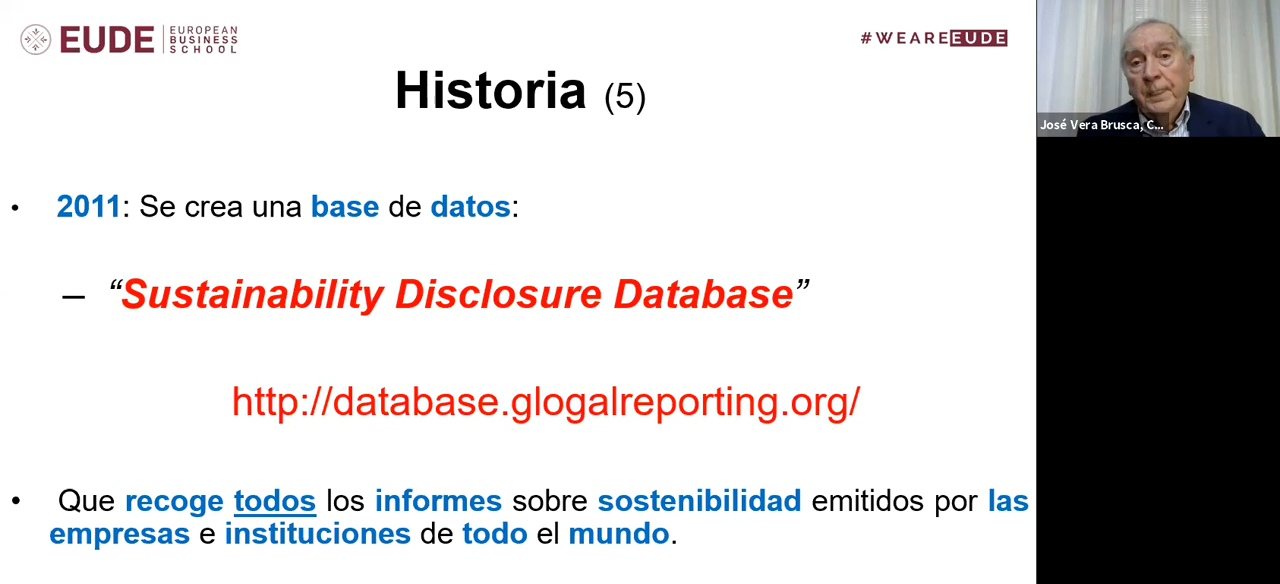 EUDE EUROPEAN BUSINESS SCHOOL
#WEAREEUDE
Historia (5)
José Vera Brusca, C...
• 2011: Se crea una base de datos:
– “Sustainability Disclosure Database”
http://database.glogalreporting.org/
• Que recoge todos los informes sobre sostenibilidad emitidos por las
empresas e instituciones de todo el mundo.